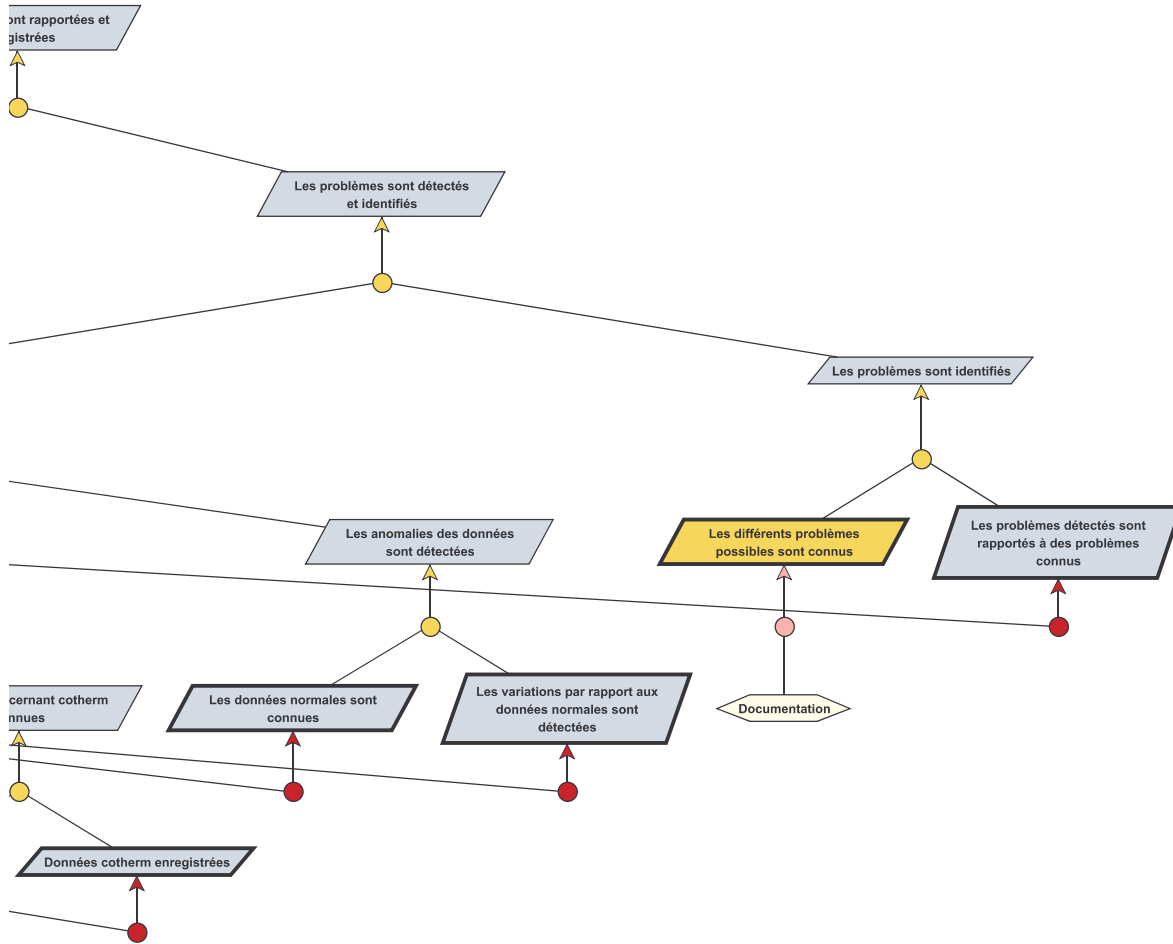 ont rapportées et
gistrées
Les problèmes sont détectés
et identifiés
Les problèmes sont identifiés
Les anomalies des données
sont détectées
Les différents problèmes
possibles sont connus
Les problèmes détectés sont
rapportés à des problèmes
connus
cernant cotherm
nnues
Les données normales sont
connues
Les variations par rapport aux
données normales sont
détectées
Documentation
Données cotherm enregistrées